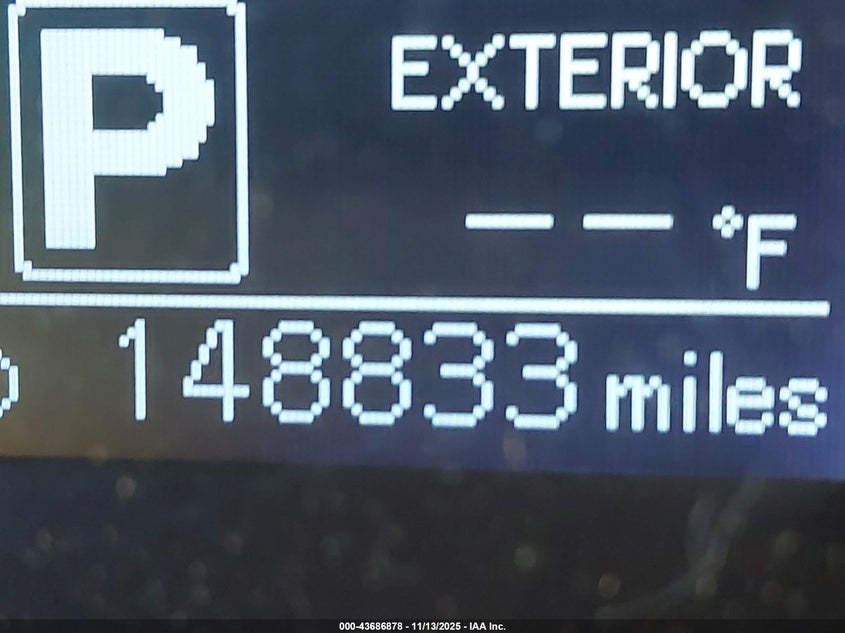 P
EXTERIOR
-- °F
148833 miles
000-43686878 - 11/13/2025 - IAA Inc.